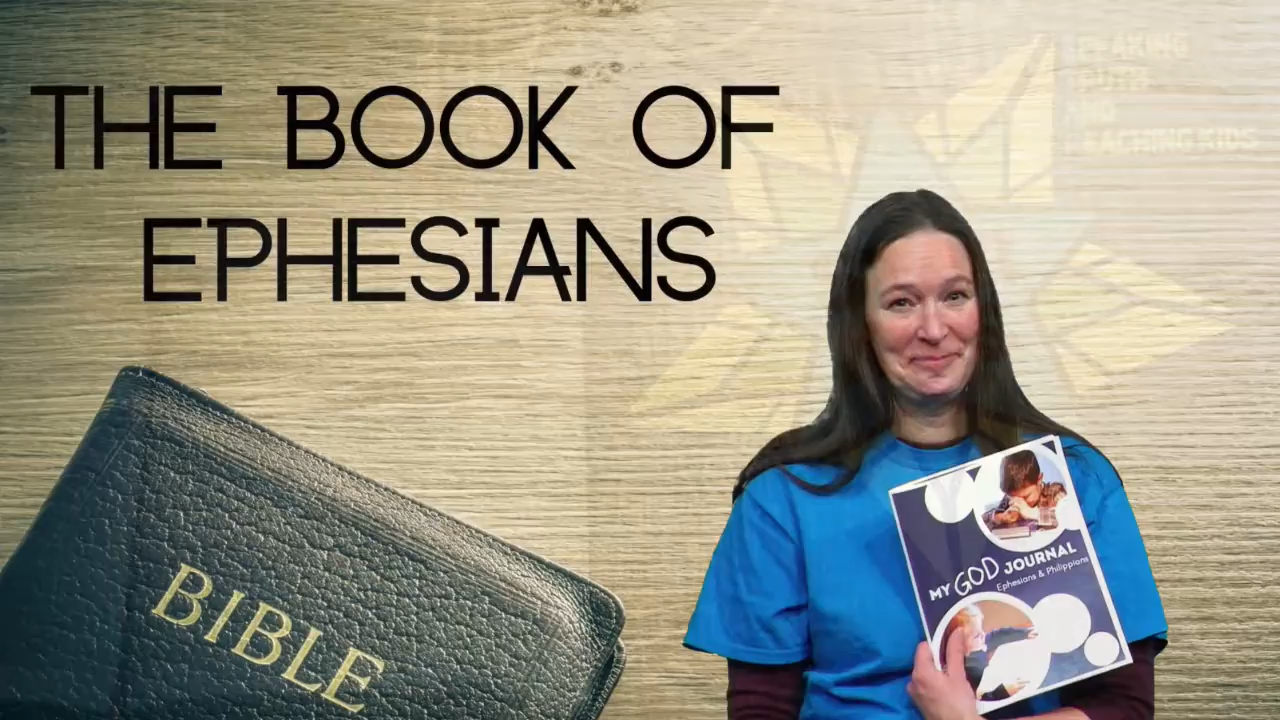 THE BOOK OF
EPHESIANS
BIBLE
MY GOD JOURNAL
Ephesians & Philippians